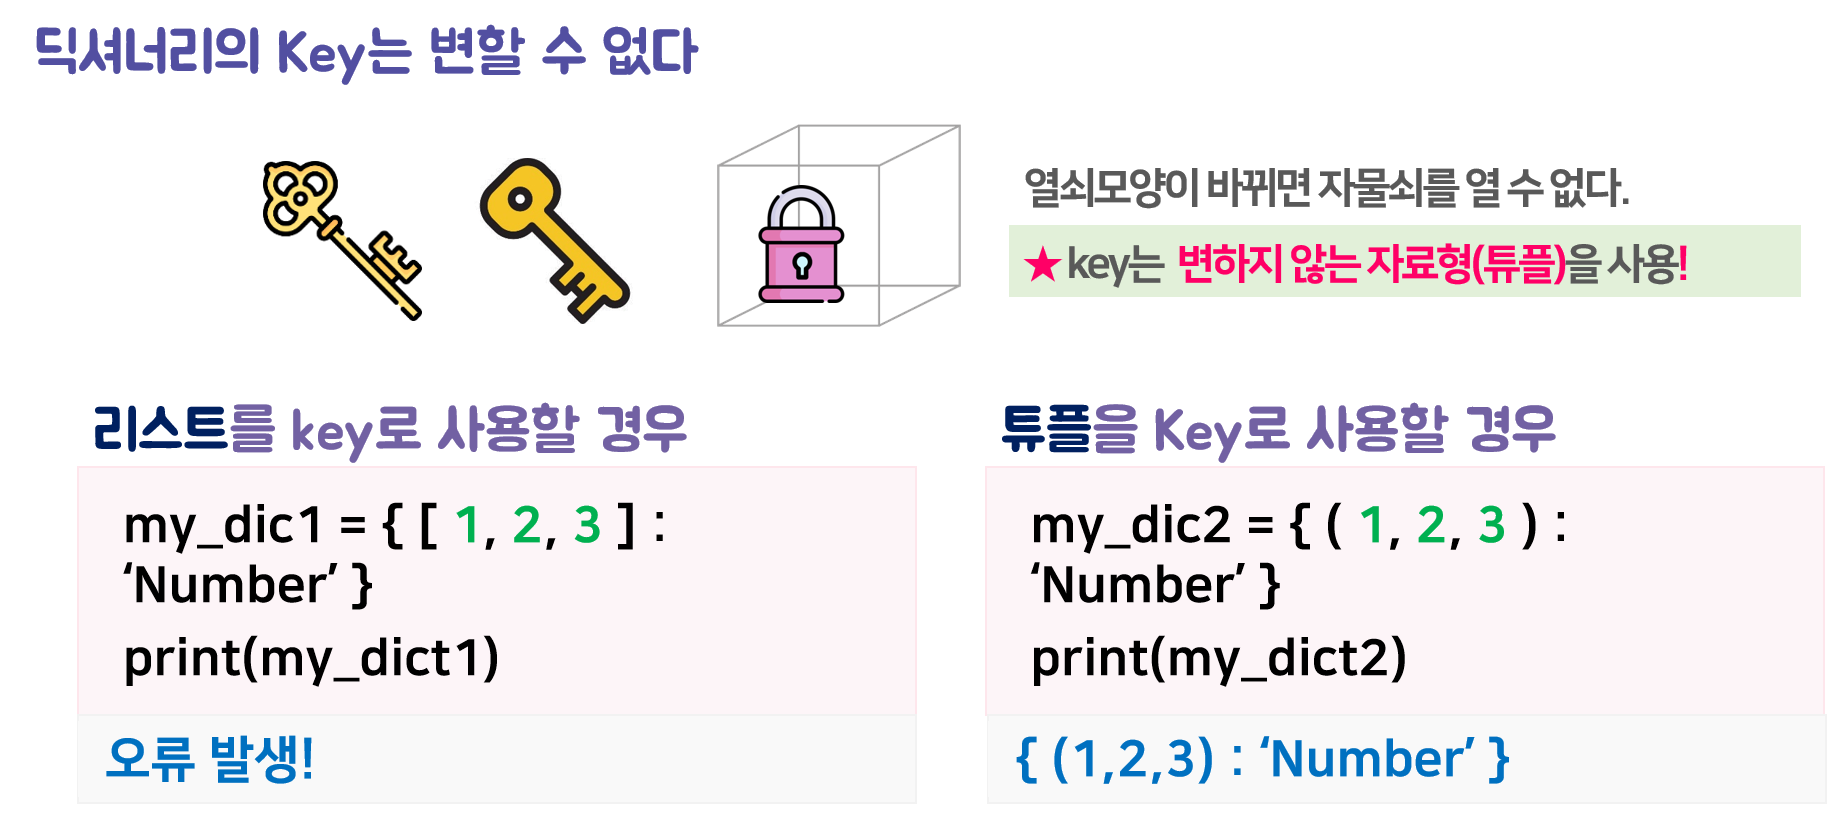 딕셔너리의 Key는 변할 수 없다
열쇠모양이 바뀌면 자물쇠를 열 수 없다.
★ key는 변하지 않는 자료형(튜플)을 사용!
리스트를 key로 사용할 경우
my_dic1 = { [ 1, 2, 3 ] :
‘Number’ }
print(my_dict1)
오류 발생!
튜플을 Key로 사용할 경우
my_dic2 = { ( 1, 2, 3 ) :
‘Number’ }
print(my_dict2)
{ (1,2,3) : ‘Number’ }